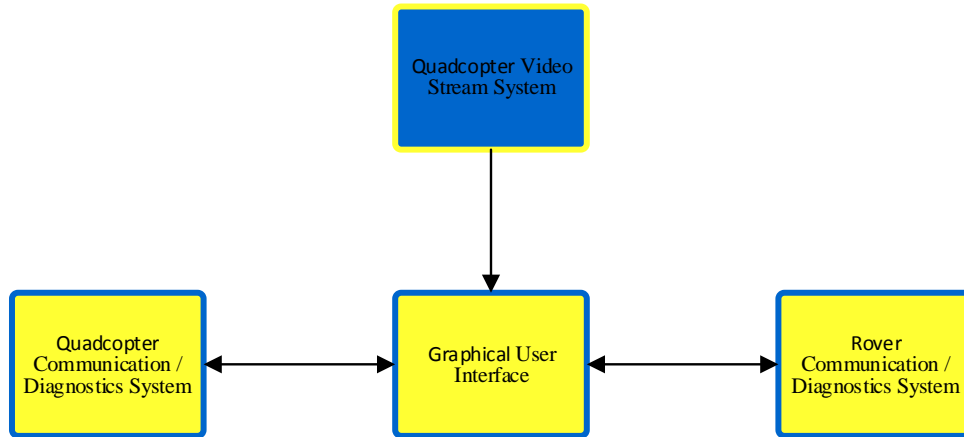 Quadcopter Video
Stream System
Quadcopter
Communication /
Diagnostics System
Graphical User
Interface
Rover
Communication /
Diagnostics System